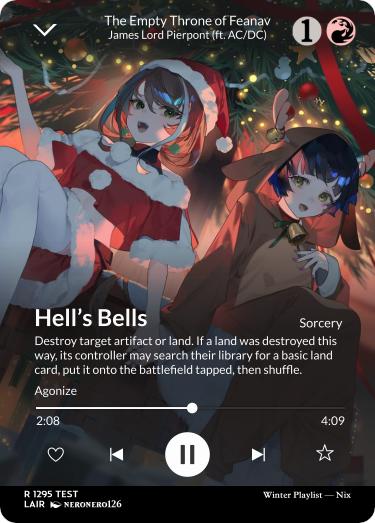 The Empty Throne of Feanav
James Lord Pierpont (ft. AC/DC)
1
Hell's Bells
Sorcery
Destroy target artifact or land. If a land was destroyed this
way, its controller may search their library for a basic land
card, put it onto the battlefield tapped, then shuffle.
Agonize
2:08
4:09
R 1295 TEST
Winter Playlist — Nix
LAIR NERONERO126